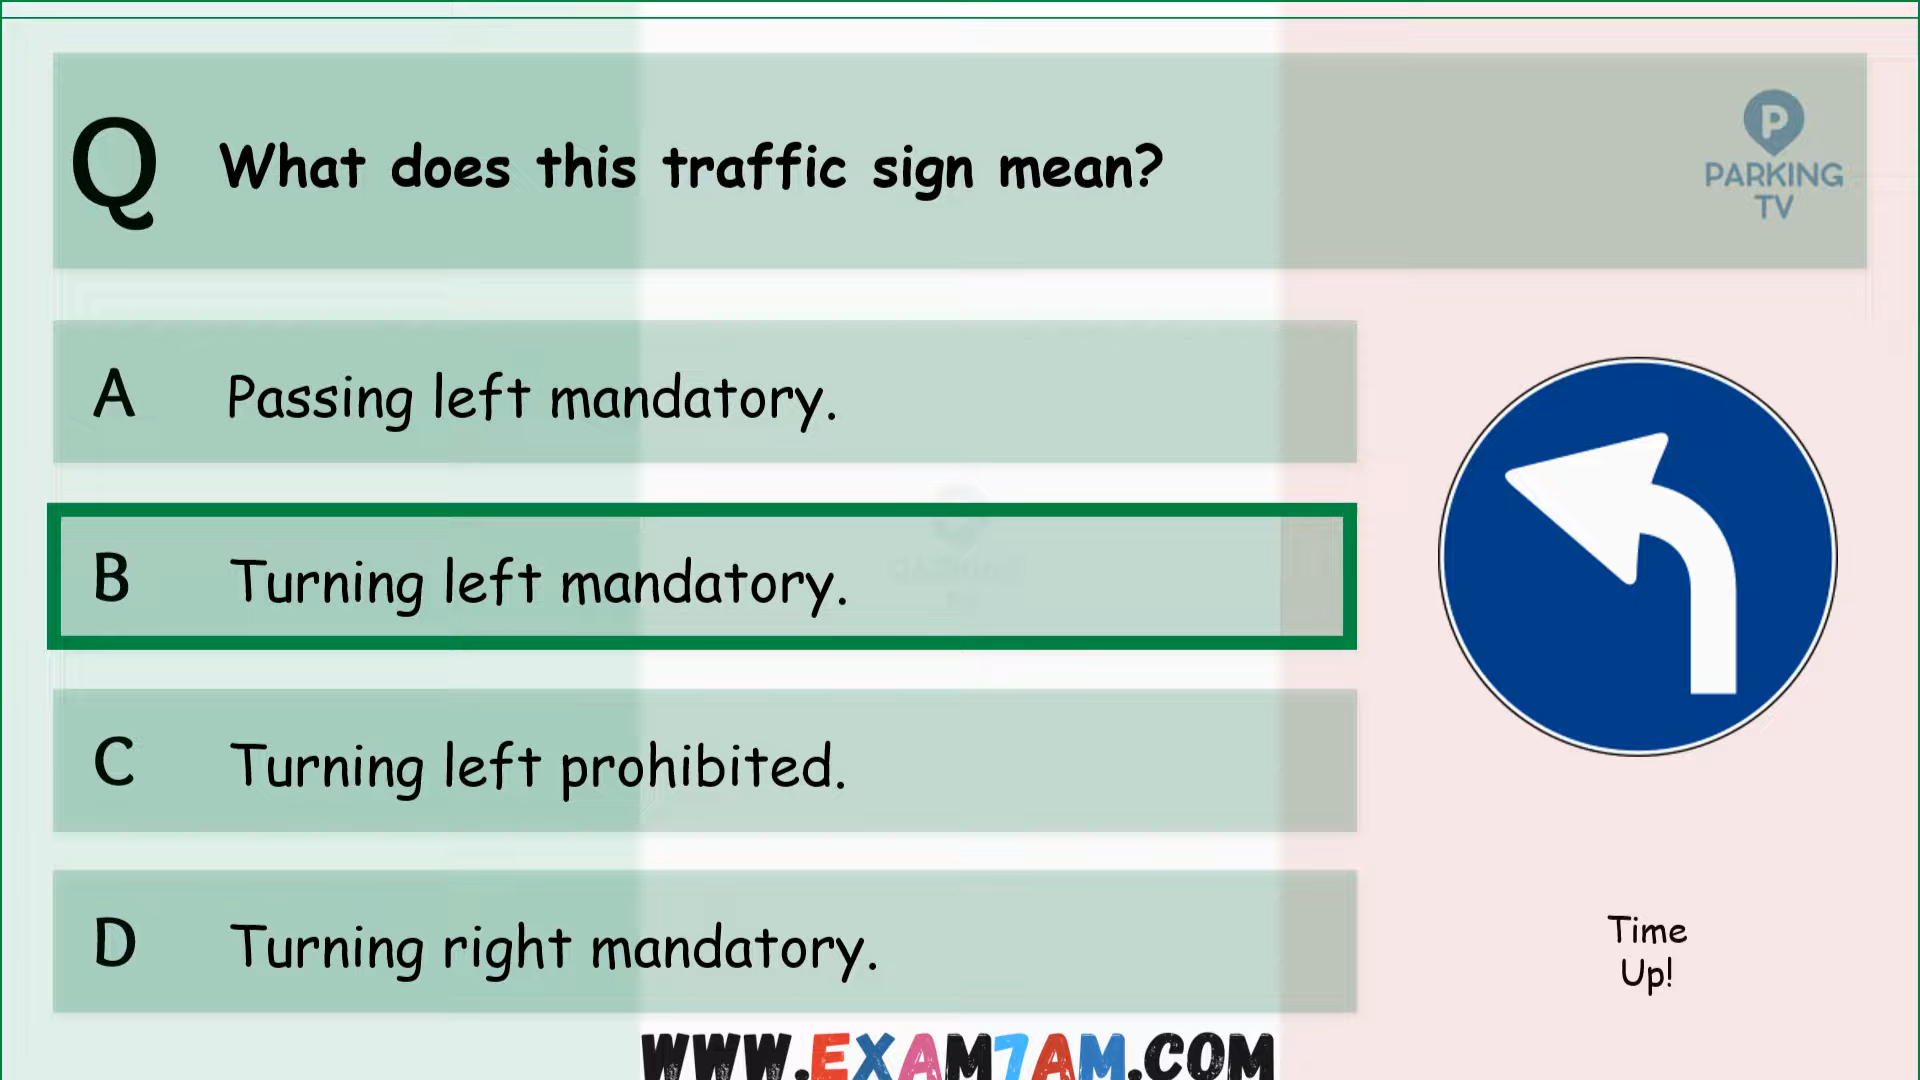 Q What does this traffic sign mean?
P
PARKING
TV
A Passing left mandatory.
B Turning left mandatory.
C Turning left prohibited.
D Turning right mandatory.
Time
Up!
WWW.EXAM7AM.COM